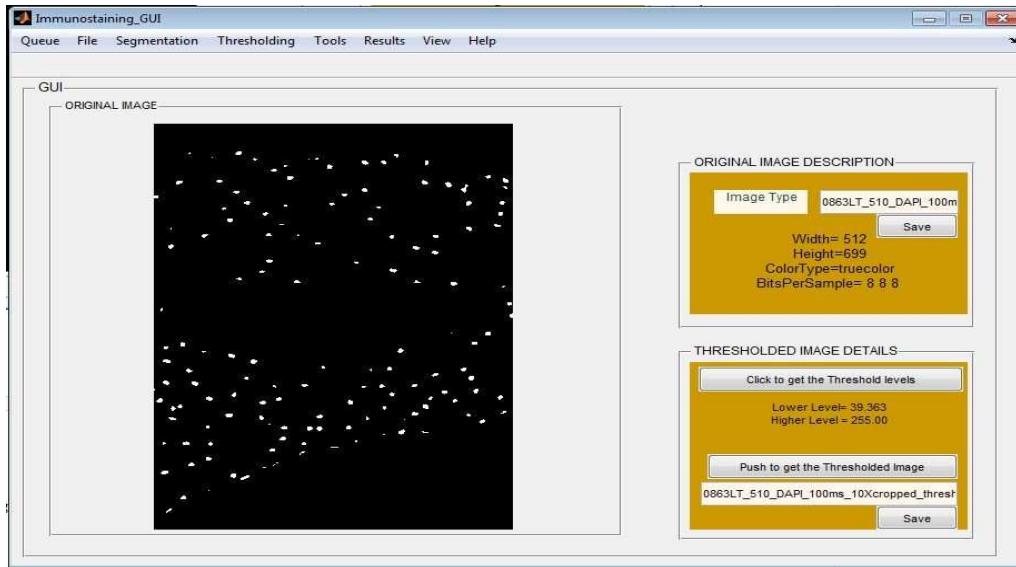 Immunostaining_GUI
Queue File Segmentation Thresholding Tools Results View Help
GUI
ORIGINAL IMAGE
ORIGINAL IMAGE DESCRIPTION
Image Type 0863LT_510_DAPI_100m
Save
Width= 512
Height=699
ColorType=truecolor
BitsPerSample= 8 8 8
THRESHOLDED IMAGE DETAILS
Click to get the Threshold levels
Lower Level= 39.363
Higher Level = 255.00
Push to get the Thresholded Image
0863LT_510_DAPI_100ms_10Xcropped_thresh
Save